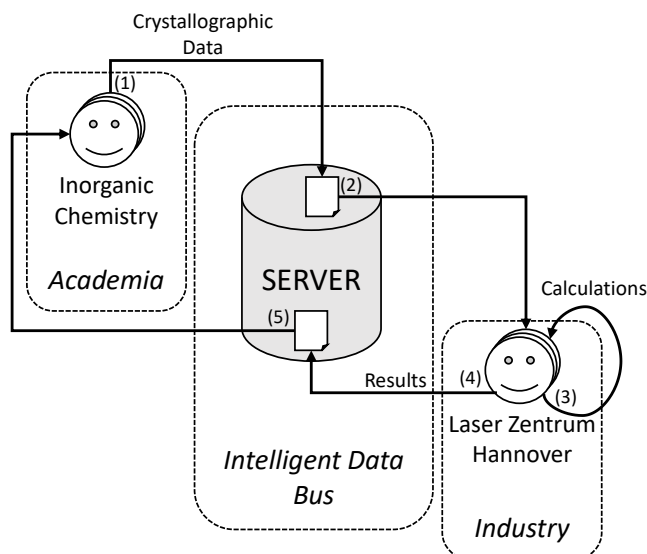 Crystallographic
Data
(1)
Inorganic
Chemistry
Academia
(2)
SERVER
(5)
Calculations
Results
(4)
(3)
Laser Zentrum
Hannover
Intelligent Data
Bus
Industry